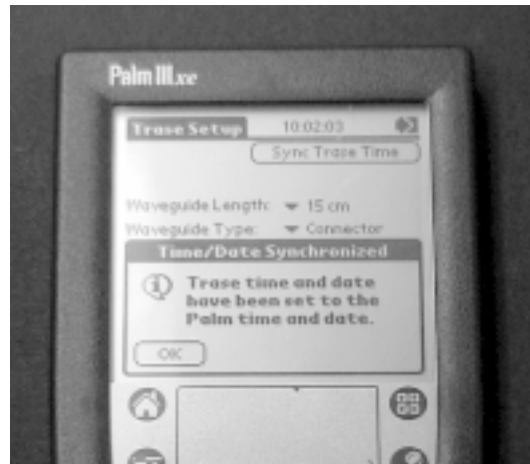 Palm IIIxe
Trase Setup 10:02:03
Sync Trase Time
Waveguide Length: 15 cm
Waveguide Type: Connector
Time/Date Synchronized
Trase time and date
have been set to the
Palm time and date.
OK